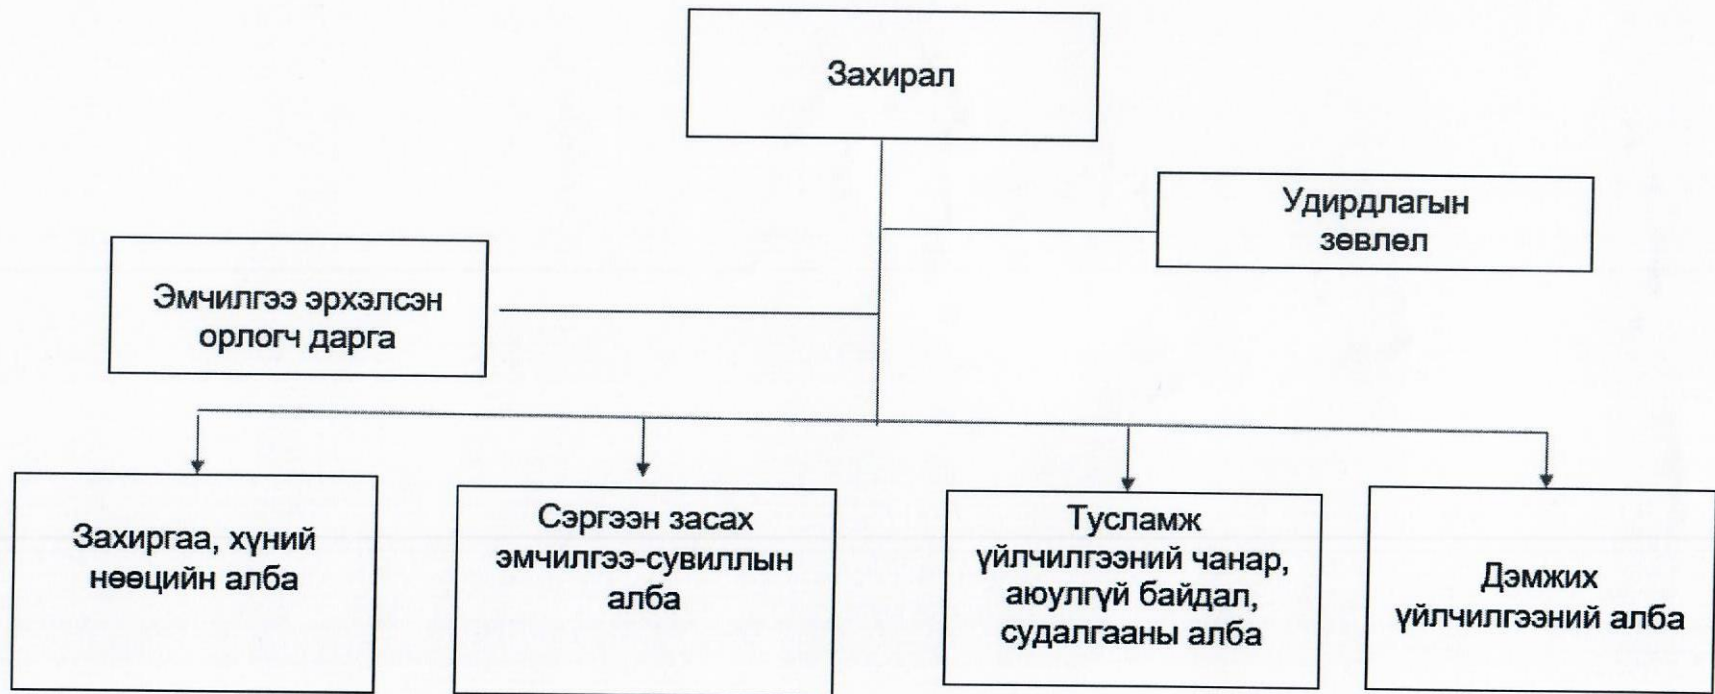 Захирал
Удирдлагын
зөвлөл
Эмчилгээ эрхэлсэн
орлогч дарга
Захиргаа, хүний
нөөцийн алба
Сэргээн засах
эмчилгээ-сувиллын
алба
Тусламж
үйлчилгээний чанар,
аюулгүй байдал,
судалгааны алба
Дэмжих
үйлчилгээний алба